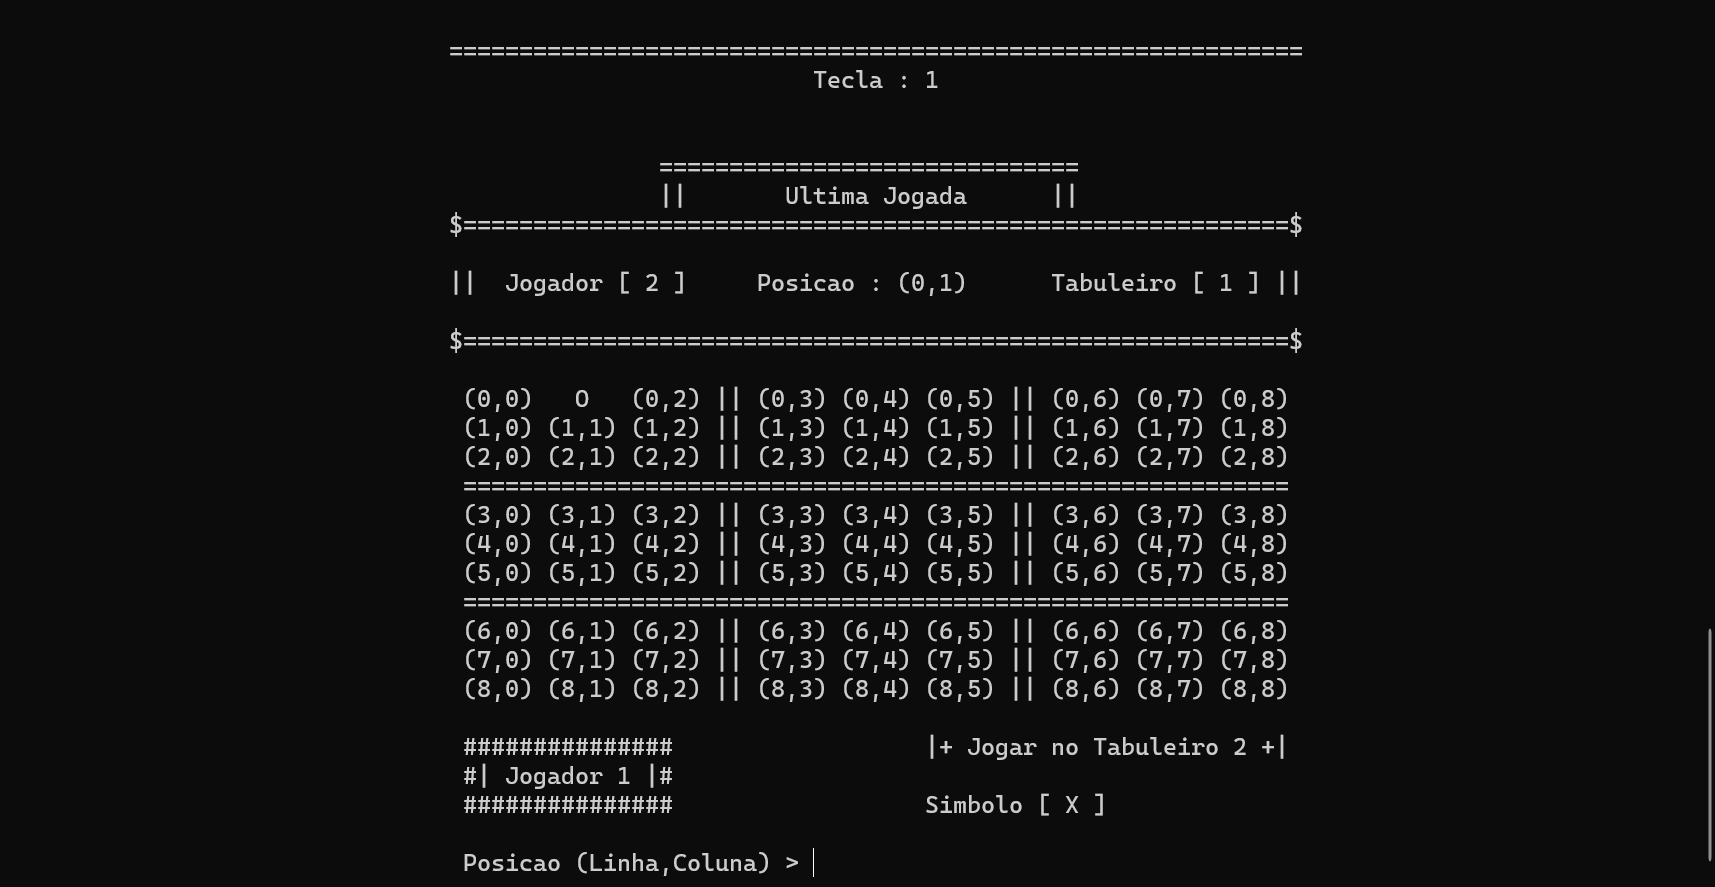 =============================================================
Tecla : 1
==============================
|| Ultima Jogada ||
$===========================================================$
|| Jogador [ 2 ] Posicao : (0,1) Tabuleiro [ 1 ] ||
$===========================================================$
(0,0) O (0,2) || (0,3) (0,4) (0,5) || (0,6) (0,7) (0,8)
(1,0) (1,1) (1,2) || (1,3) (1,4) (1,5) || (1,6) (1,7) (1,8)
(2,0) (2,1) (2,2) || (2,3) (2,4) (2,5) || (2,6) (2,7) (2,8)
===========================================================
(3,0) (3,1) (3,2) || (3,3) (3,4) (3,5) || (3,6) (3,7) (3,8)
(4,0) (4,1) (4,2) || (4,3) (4,4) (4,5) || (4,6) (4,7) (4,8)
(5,0) (5,1) (5,2) || (5,3) (5,4) (5,5) || (5,6) (5,7) (5,8)
===========================================================
(6,0) (6,1) (6,2) || (6,3) (6,4) (6,5) || (6,6) (6,7) (6,8)
(7,0) (7,1) (7,2) || (7,3) (7,4) (7,5) || (7,6) (7,7) (7,8)
(8,0) (8,1) (8,2) || (8,3) (8,4) (8,5) || (8,6) (8,7) (8,8)
############### |+ Jogar no Tabuleiro 2 +|
#| Jogador 1 |#
############### Simbolo [ X ]
Posicao (Linha,Coluna) >